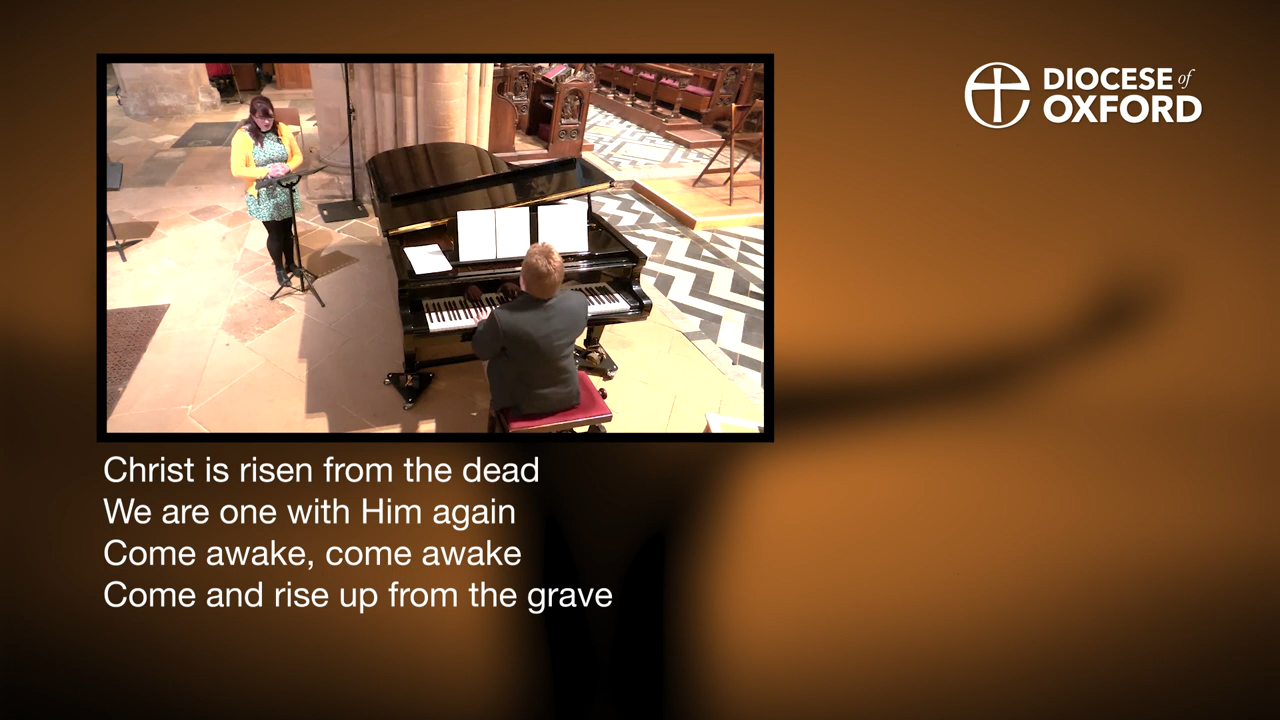 DIOCESE of
OXFORD
Christ is risen from the dead
We are one with Him again
Come awake, come awake
Come and rise up from the grave